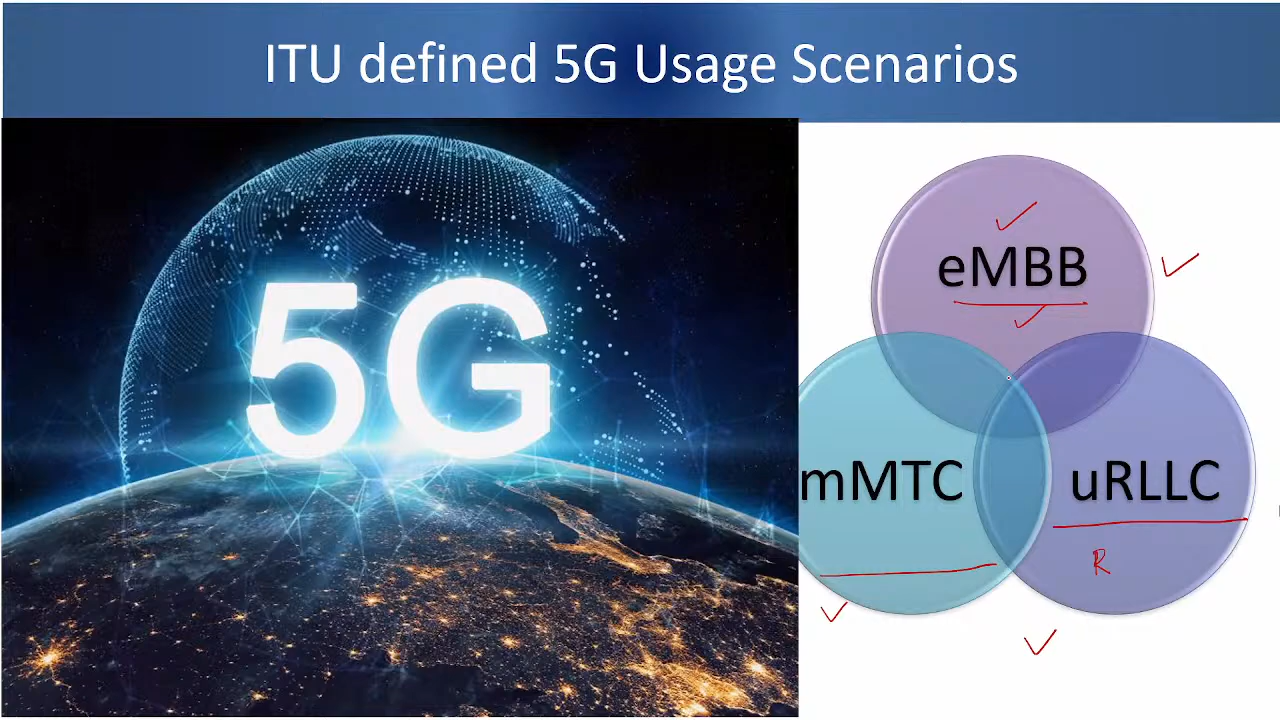 ITU defined 5G Usage Scenarios
5G
eMBB
mMTC
uRLLC
R